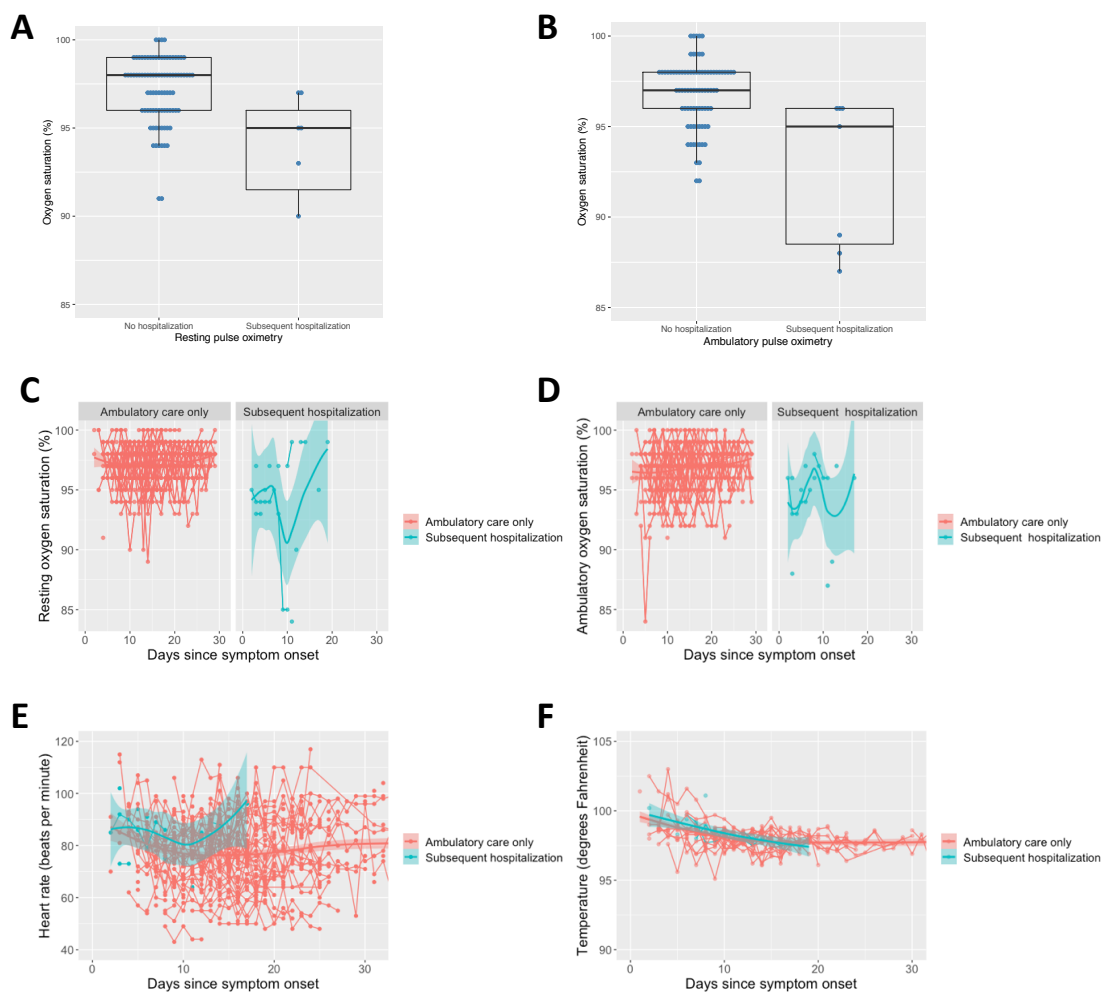 A
Oxygen saturation (%)
100
95
90
85
No hospitalization
Subsequent hospitalization
Resting pulse oximetry
B
Oxygen saturation (%)
100
95
90
85
No hospitalization
Subsequent hospitalization
Ambulatory pulse oximetry
C
Ambulatory care only
Subsequent hospitalization
Resting oxygen saturation (%)
100
95
90
85
0
10
20
30
0
10
20
30
Days since symptom onset
Ambulatory care only
Subsequent hospitalization
D
Ambulatory care only
Subsequent hospitalization
Ambulatory oxygen saturation (%)
100
95
90
85
0
10
20
30
0
10
20
30
Days since symptom onset
Ambulatory care only
Subsequent hospitalization
E
Heart rate (beats per minute)
120
100
80
60
40
0
10
20
30
Days since symptom onset
Ambulatory care only
Subsequent hospitalization
F
Temperature (degrees Fahrenheit)
105
100
95
90
0
10
20
30
Days since symptom onset
Ambulatory care only
Subsequent hospitalization